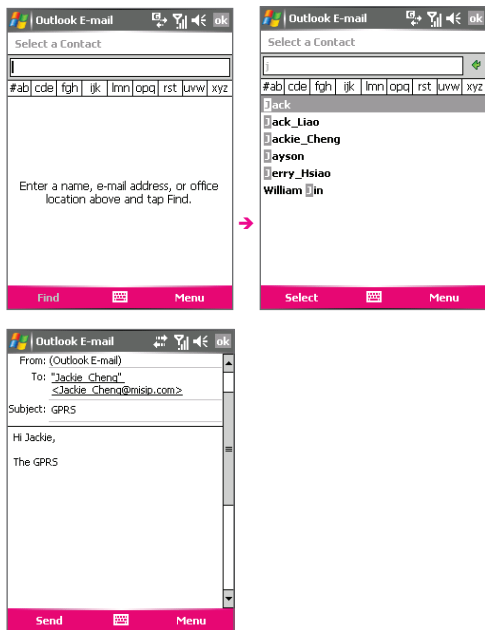 Outlook E-mail ok
Select a Contact
#ab cde fgh ijk lmn opq rst uvw xyz
Enter a name, e-mail address, or office
location above and tap Find.
Find Menu
Outlook E-mail ok
Select a Contact
j
#ab cde fgh ijk lmn opq rst uvw xyz
Jack
Jack_Liao
Jackie_Cheng
Jayson
Jerry_Hsiao
William Jin
Select Menu
Outlook E-mail ok
From: (Outlook E-mail)
To: "Jackie_Cheng"
<Jackie_Cheng@misip.com>
Subject: GPRS
Hi Jackie,
The GPRS
Send Menu